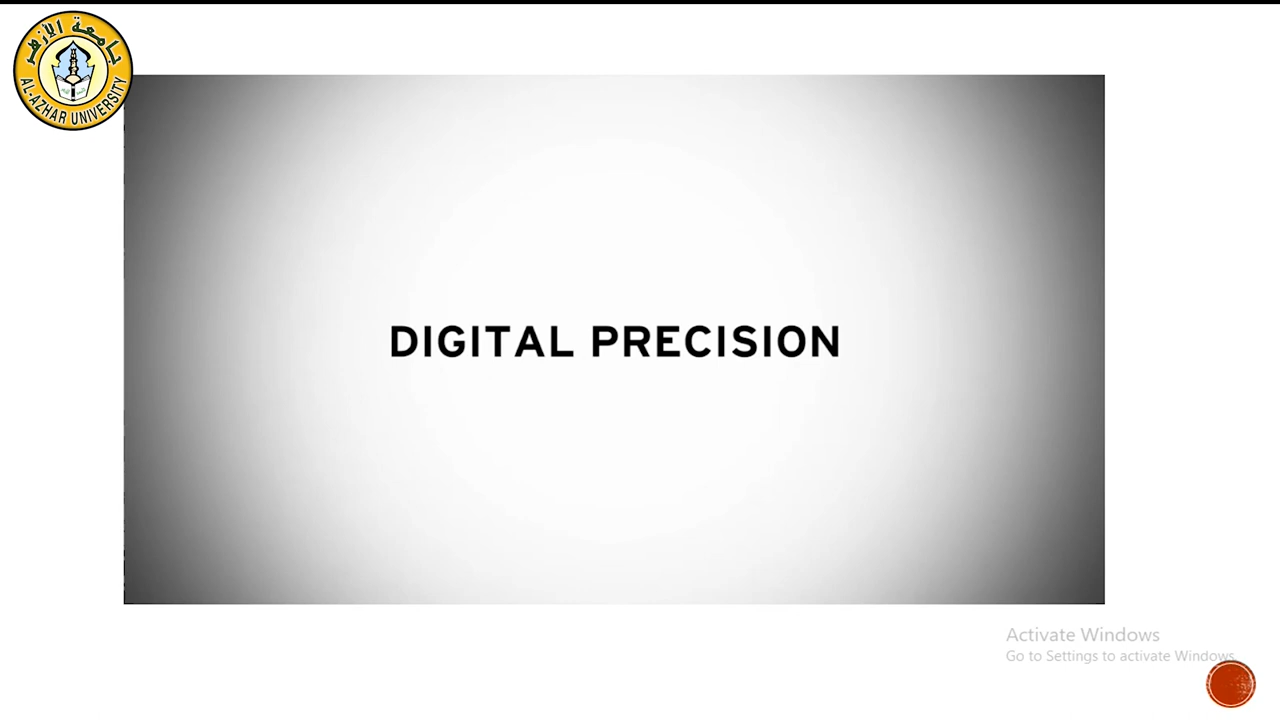 جامعة الأزهر
AL-AZHAR UNIVERSITY
DIGITAL PRECISION
Activate Windows
Go to Settings to activate Windows.